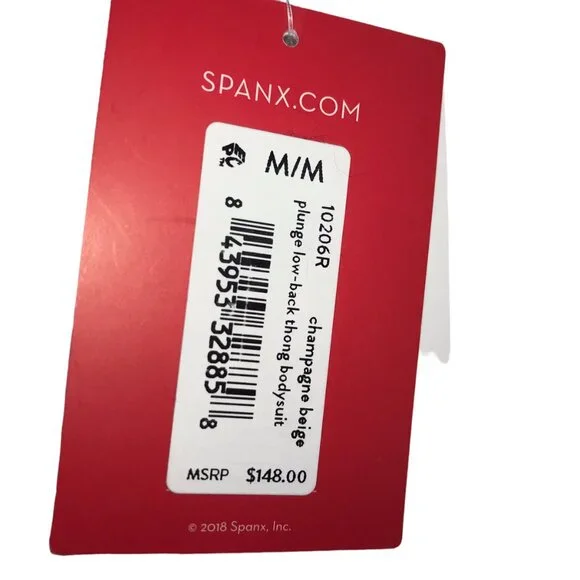 SPANX.COM
M/M
EPC
10206R
champagne beige
plunge low-back thong bodysuit
8 43953 32885 8
MSRP $148.00
© 2018 Spanx, Inc.